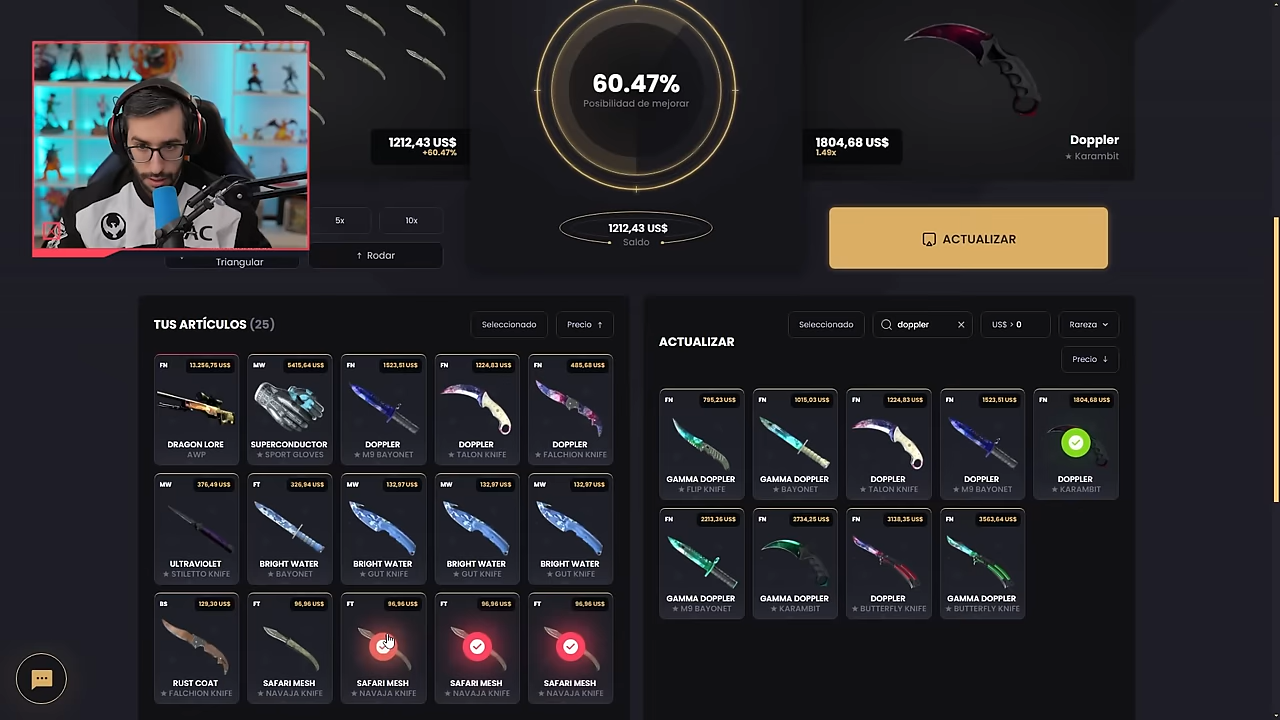 60.47%
Posibilidad de mejorar
1212,43 US$
+60.47%
1804,68 US$
1.49x
Doppler
★ Karambit
5x
10x
Triangular
↑ Rodar
1212,43 US$
Saldo
ACTUALIZAR
TUS ARTÍCULOS (25)
Seleccionado
Precio ↑
FN 13.256,75 US$
DRAGON LORE
AWP
MW 5415,64 US$
SUPERCONDUCTOR
★ SPORT GLOVES
FN 1523,51 US$
DOPPLER
★ M9 BAYONET
FN 1224,83 US$
DOPPLER
★ TALON KNIFE
FN 485,68 US$
DOPPLER
★ FALCHION KNIFE
MW 376,49 US$
ULTRAVIOLET
★ STILETTO KNIFE
FT 326,94 US$
BRIGHT WATER
★ BAYONET
MW 132,97 US$
BRIGHT WATER
★ GUT KNIFE
MW 132,97 US$
BRIGHT WATER
★ GUT KNIFE
MW 132,97 US$
BRIGHT WATER
★ GUT KNIFE
BS 129,30 US$
RUST COAT
★ FALCHION KNIFE
FT 96,96 US$
SAFARI MESH
★ NAVAJA KNIFE
FT 96,96 US$
SAFARI MESH
★ NAVAJA KNIFE
FT 96,96 US$
SAFARI MESH
★ NAVAJA KNIFE
FT 96,96 US$
SAFARI MESH
★ NAVAJA KNIFE
ACTUALIZAR
Seleccionado
doppler
US$ > 0
Rareza
Precio ↓
FN 795,23 US$
GAMMA DOPPLER
★ FLIP KNIFE
FN 1015,03 US$
GAMMA DOPPLER
★ BAYONET
FN 1224,83 US$
DOPPLER
★ TALON KNIFE
FN 1523,51 US$
DOPPLER
★ M9 BAYONET
FN 1804,68 US$
DOPPLER
★ KARAMBIT
FN 2213,36 US$
GAMMA DOPPLER
★ M9 BAYONET
FN 2734,25 US$
GAMMA DOPPLER
★ KARAMBIT
FN 3138,35 US$
DOPPLER
★ BUTTERFLY KNIFE
FN 3563,64 US$
GAMMA DOPPLER
★ BUTTERFLY KNIFE